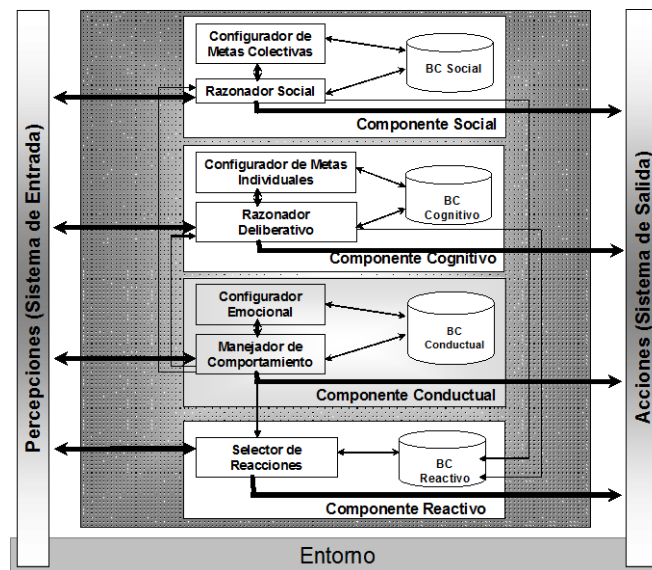 Percepciones (Sistema de Entrada)
Configurador de
Metas Colectivas
BC Social
Razonador Social
Componente Social
Configurador de Metas
Individuales
BC
Cognitivo
Razonador
Deliberativo
Componente Cognitivo
Configurador
Emocional
BC
Conductual
Manejador de
Comportamiento
Componente Conductual
Selector de
Reacciones
BC
Reactivo
Componente Reactivo
Acciones (Sistema de Salida)
Entorno